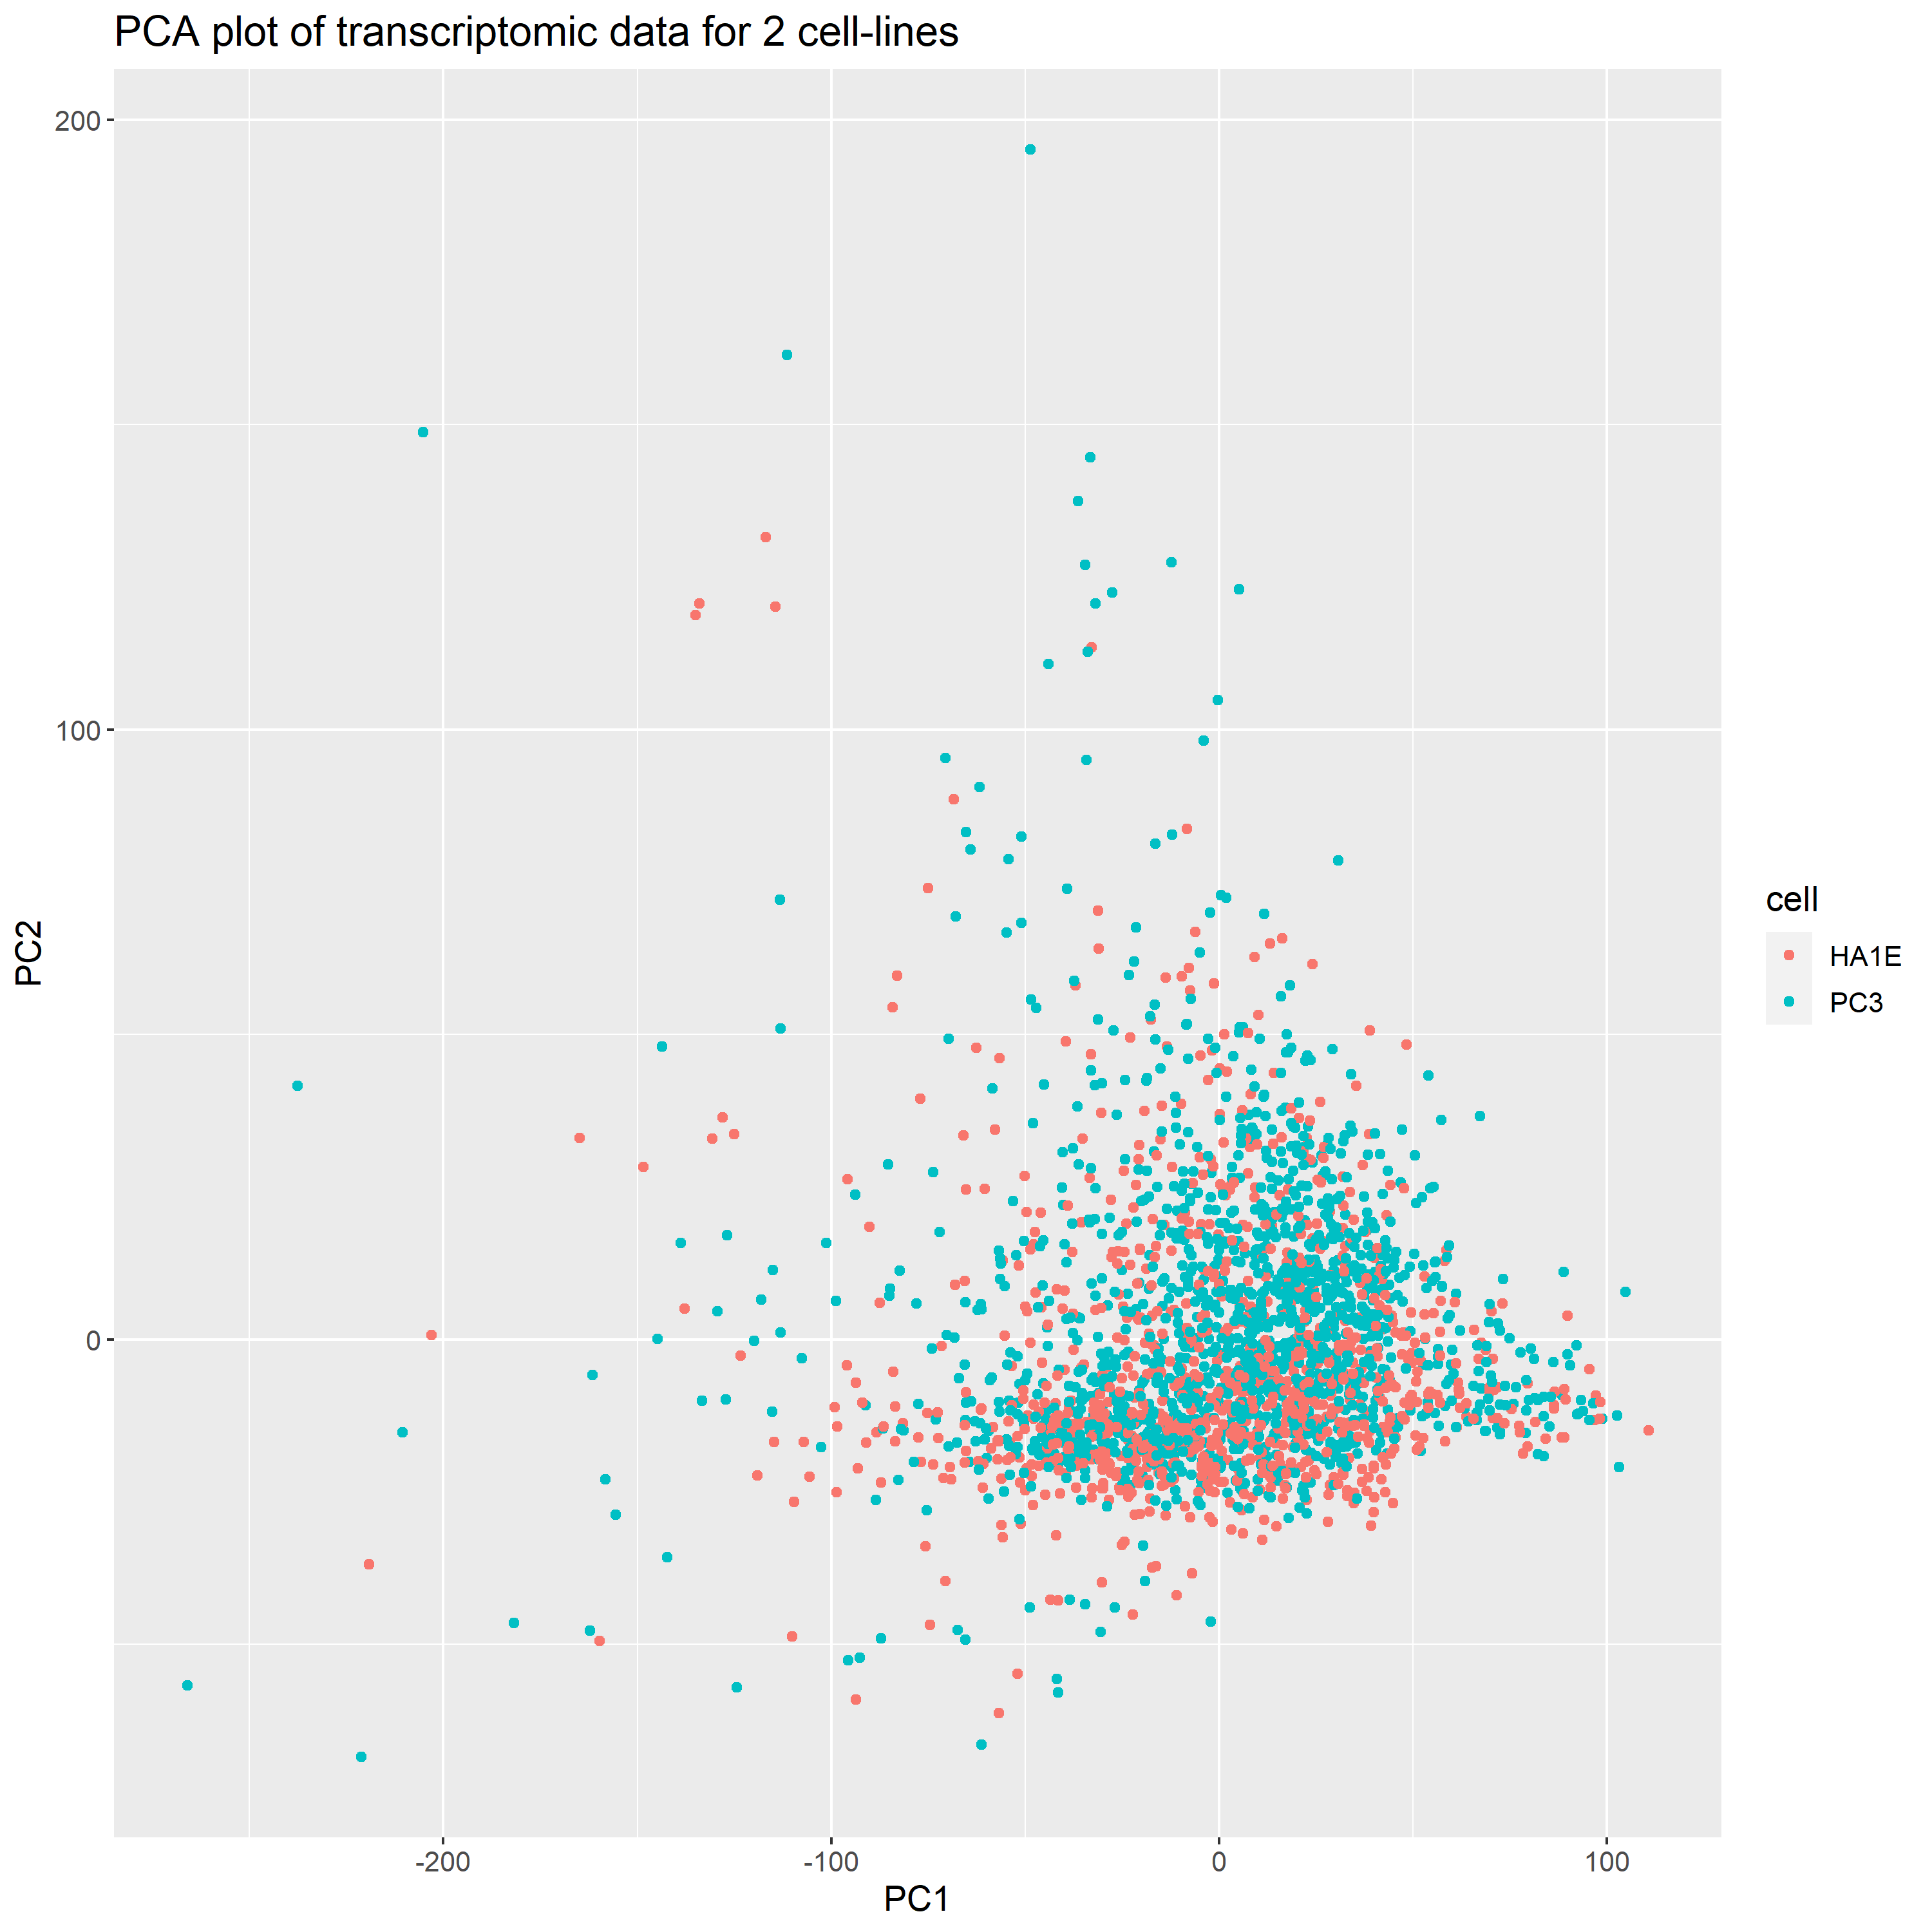 PCA plot of transcriptomic data for 2 cell-lines
200
100
0
PC2
-200
-100
0
100
PC1
cell
HA1E
PC3